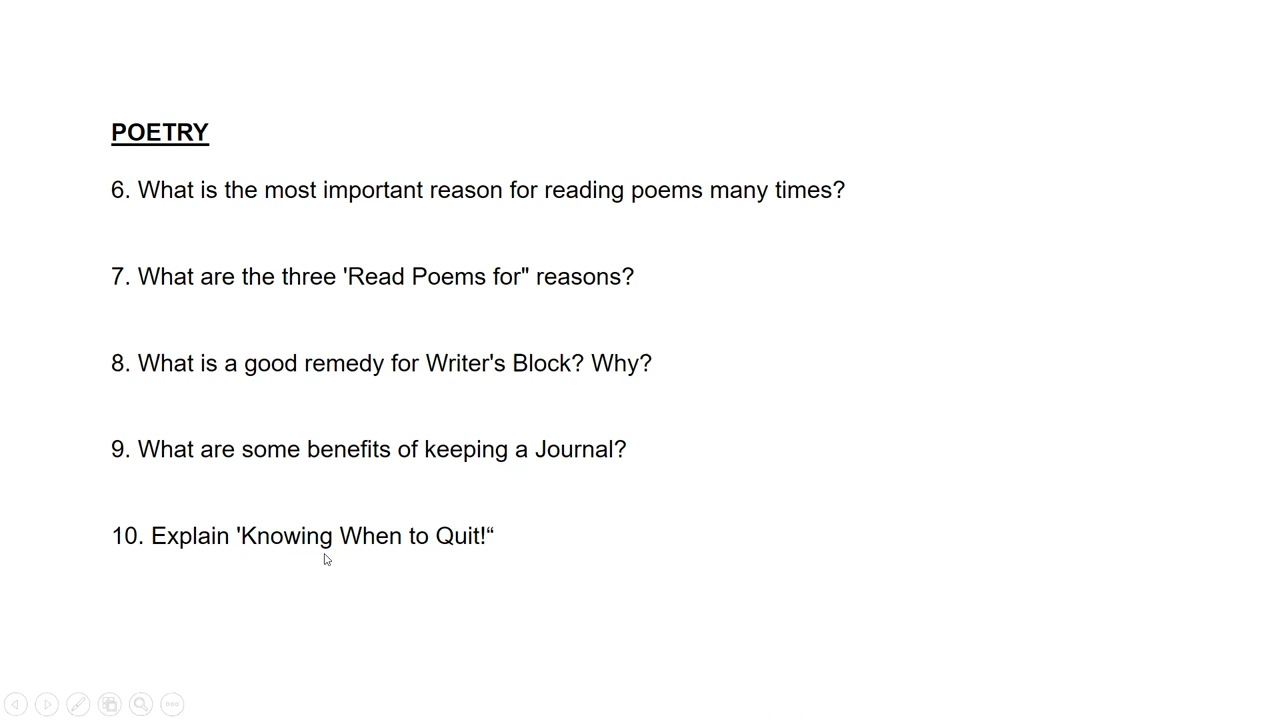 POETRY
6. What is the most important reason for reading poems many times?
7. What are the three 'Read Poems for" reasons?
8. What is a good remedy for Writer's Block? Why?
9. What are some benefits of keeping a Journal?
10. Explain 'Knowing When to Quit!“